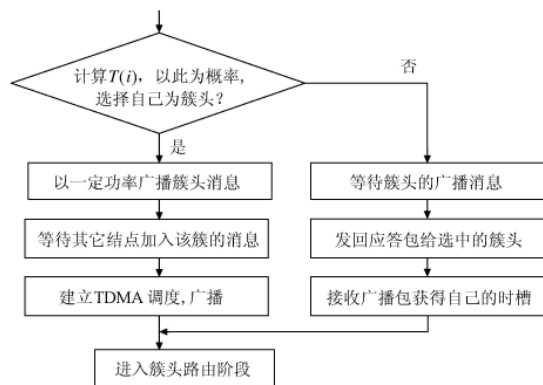 计算T(i), 以此为概率,
选择自己为簇头?
否
是
以一定功率广播簇头消息
等待簇头的广播消息
等待其它结点加入该簇的消息
发回应答包给选中的簇头
建立TDMA 调度, 广播
接收广播包获得自己的时槽
进入簇头路由阶段